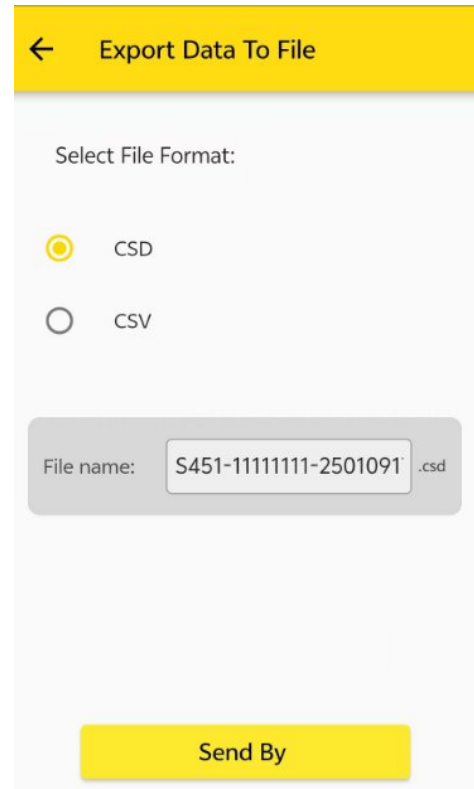 Export Data To File
Select File Format:
CSD
CSV
File name: S451-11111111-2501091 .csd
Send By